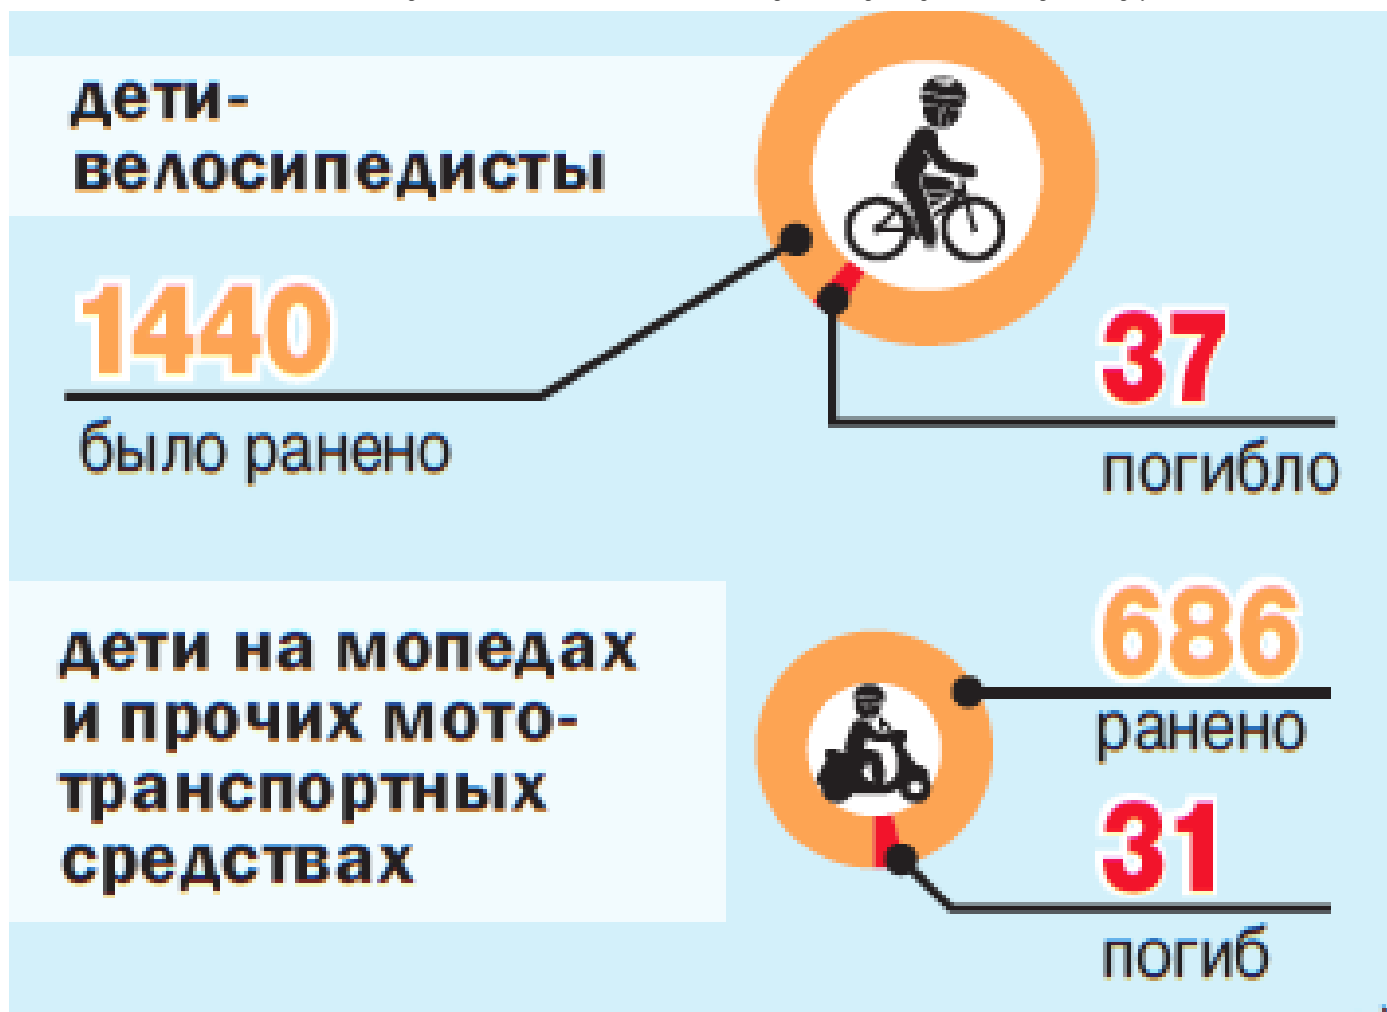 дети-
велосипедисты
1440
было ранено
37
погибло
дети на мопедах
и прочих мото-
транспортных
средствах
686
ранено
31
погиб